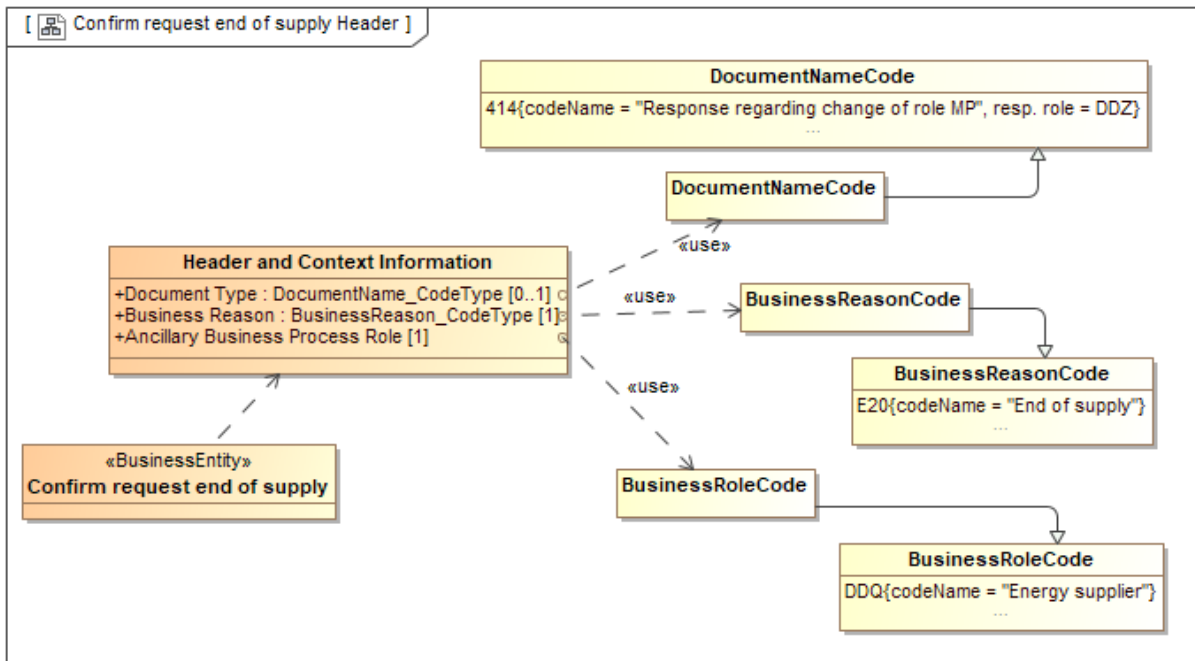 [ Confirm request end of supply Header ]
DocumentNameCode
414{codeName = "Response regarding change of role MP", resp. role = DDZ}
...
DocumentNameCode
«use»
Header and Context Information
+Document Type : DocumentName_CodeType [0..1]
+Business Reason : BusinessReason_CodeType [1]
+Ancillary Business Process Role [1]
«use»
BusinessReasonCode
BusinessReasonCode
E20{codeName = "End of supply"}
...
«use»
«BusinessEntity»
Confirm request end of supply
BusinessRoleCode
BusinessRoleCode
DDQ{codeName = "Energy supplier"}
...